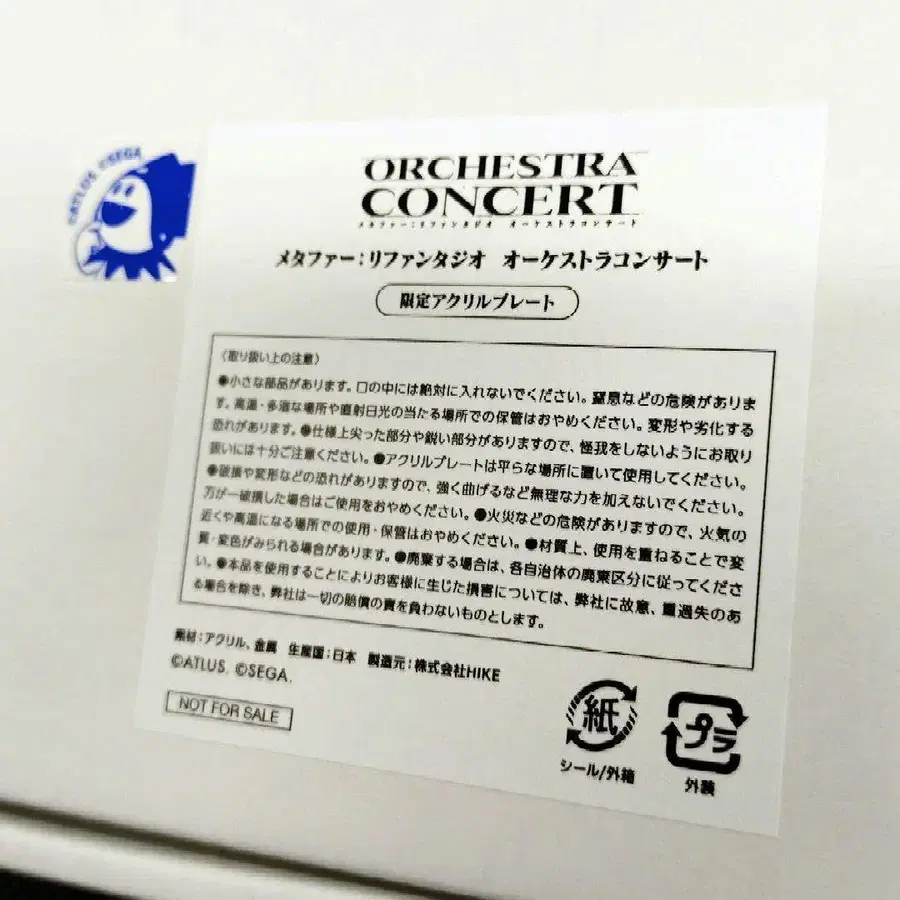 ©ATLUS ©SEGA
ORCHESTRA
CONCERT
メタファー：リファンタジオ オーケストラコンサート
メタファー：リファンタジオ オーケストラコンサート
限定アクリルプレート
〈取り扱い上の注意〉
●小さな部品があります。口の中には絶対に入れないでください。窒息などの危険がありま
す。高温・多湿な場所や直射日光の当たる場所での保管はおやめください。変形や劣化する
恐れがあります。●仕様上尖った部分や鋭い部分がありますので、怪我をしないようにお取り
扱いには十分ご注意ください。●アクリルプレートは平らな場所に置いて使用してください。
●破損や変形などの恐れがありますので、強く曲げるなど無理な力を加えないでください。
万が一破損した場合はご使用をおやめください。●火災などの危険がありますので、火気の
近くや高温になる場所での使用・保管はおやめください。●材質上、使用を重ねることで変
質・変色がみられる場合があります。●廃棄する場合は、各自治体の廃棄区分に従ってくださ
い。●本品を使用することによりお客様に生じた損害については、弊社に故意、重過失のあ
る場合を除き、弊社は一切の賠償の責を負わないものとします。
素材：アクリル、金属 生産国：日本 製造元：株式会社HIKE
©ATLUS. ©SEGA.
NOT FOR SALE
紙
シール/外箱
プラ
外装